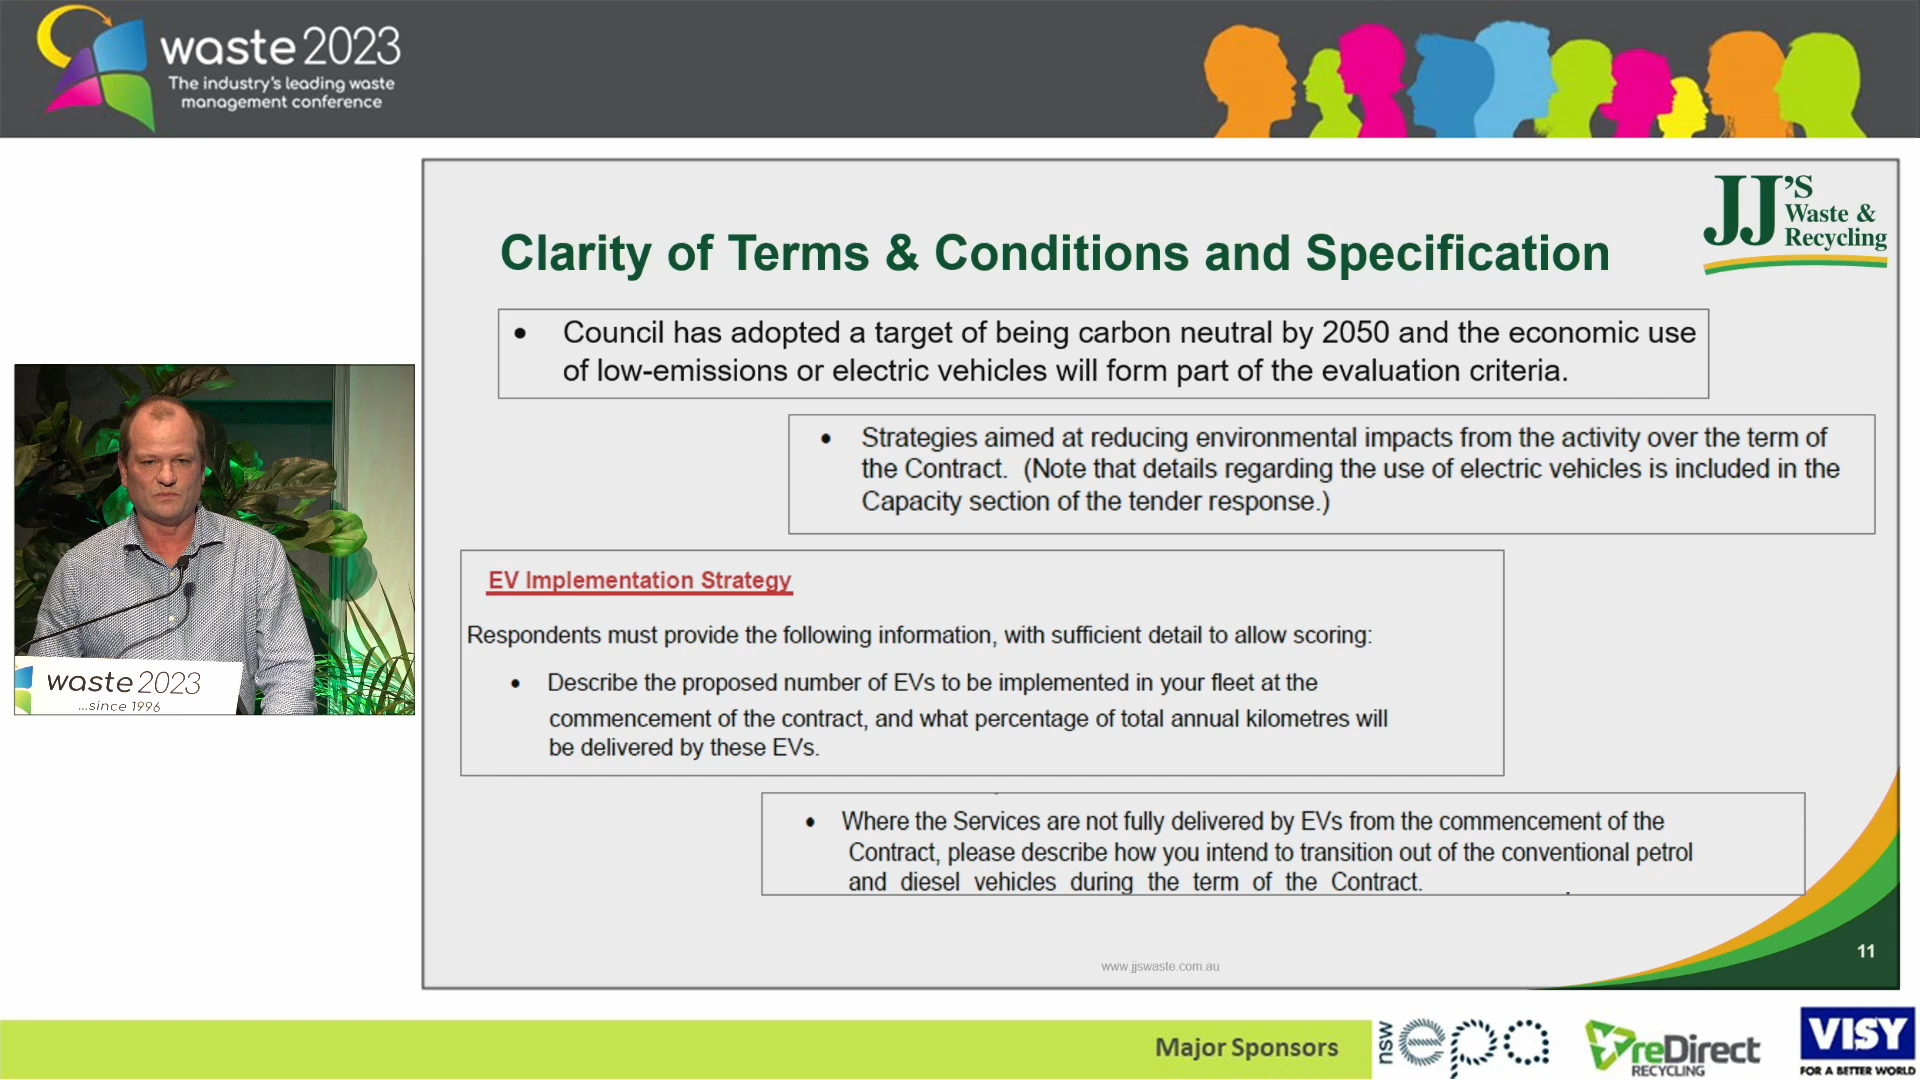 waste 2023
The industry's leading waste
management conference
JJ'S
Waste &
Recycling
Clarity of Terms & Conditions and Specification
• Council has adopted a target of being carbon neutral by 2050 and the economic use
of low-emissions or electric vehicles will form part of the evaluation criteria.
• Strategies aimed at reducing environmental impacts from the activity over the term of
the Contract. (Note that details regarding the use of electric vehicles is included in the
Capacity section of the tender response.)
EV Implementation Strategy
Respondents must provide the following information, with sufficient detail to allow scoring:
• Describe the proposed number of EVs to be implemented in your fleet at the
commencement of the contract, and what percentage of total annual kilometres will
be delivered by these EVs.
waste 2023
...since 1996
• Where the Services are not fully delivered by EVs from the commencement of the
Contract, please describe how you intend to transition out of the conventional petrol
and diesel vehicles during the term of the Contract.
11
www.jjswaste.com.au
Major Sponsors
nsw epa
reDirect
RECYCLING
VISY
FOR A BETTER WORLD